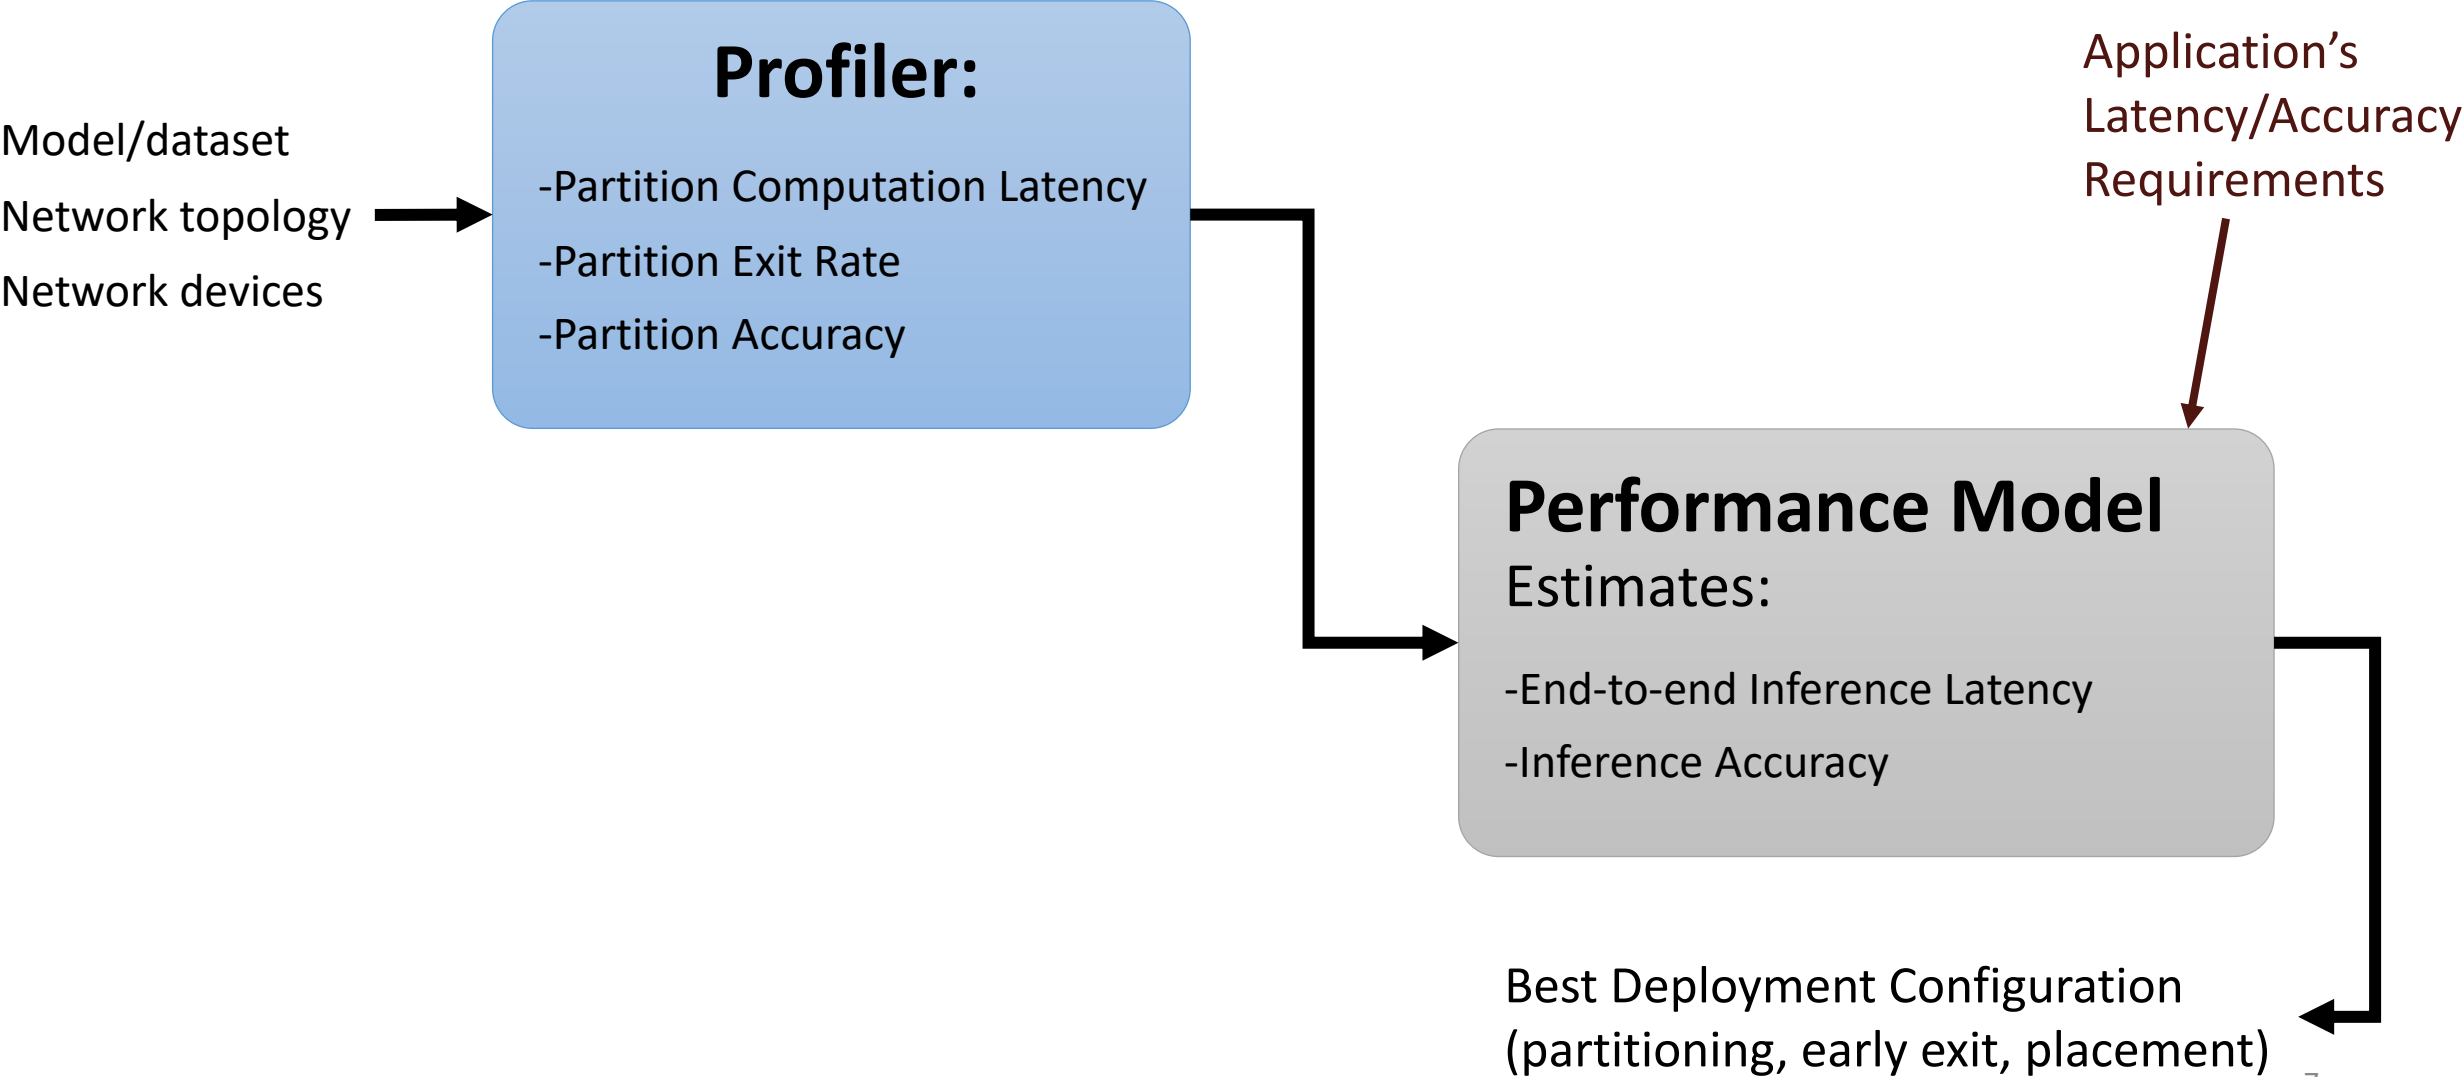 Model/dataset
Network topology
Network devices
Profiler:
-Partition Computation Latency
-Partition Exit Rate
-Partition Accuracy
Application’s
Latency/Accuracy
Requirements
Performance Model
Estimates:
-End-to-end Inference Latency
-Inference Accuracy
Best Deployment Configuration
(partitioning, early exit, placement)